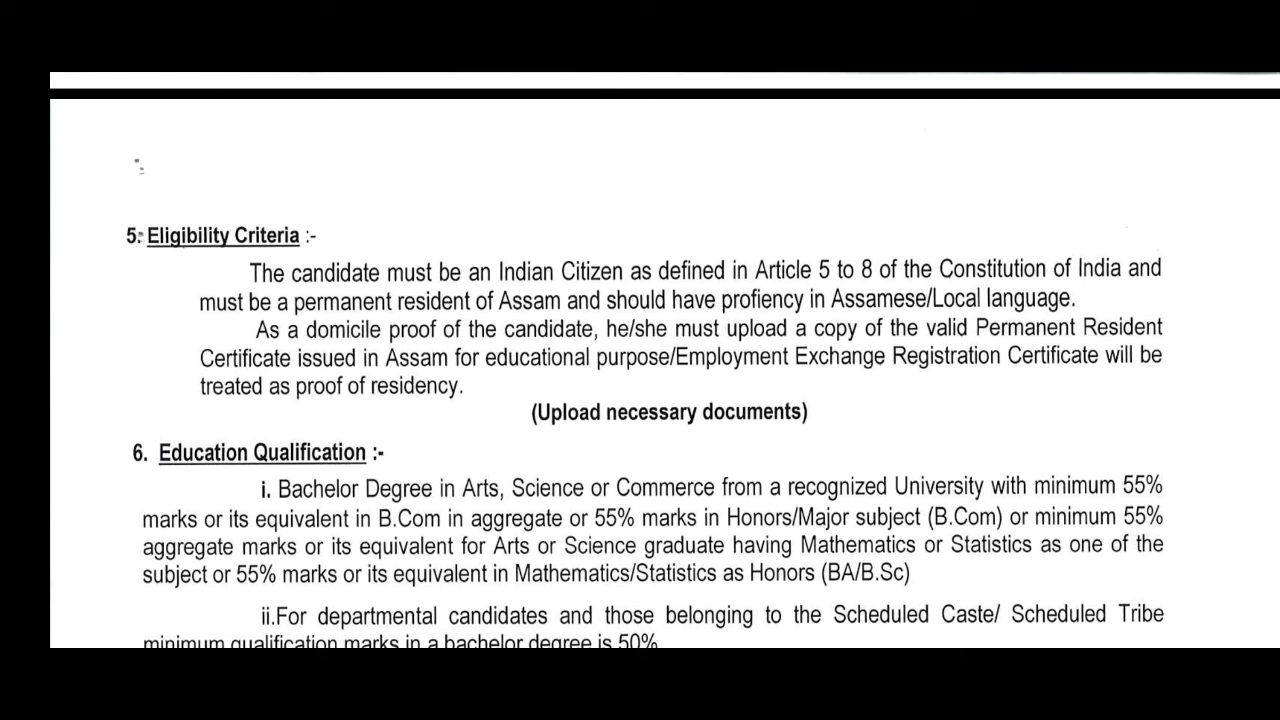 5. Eligibility Criteria :-
The candidate must be an Indian Citizen as defined in Article 5 to 8 of the Constitution of India and
must be a permanent resident of Assam and should have profiency in Assamese/Local language.
As a domicile proof of the candidate, he/she must upload a copy of the valid Permanent Resident
Certificate issued in Assam for educational purpose/Employment Exchange Registration Certificate will be
treated as proof of residency.
(Upload necessary documents)
6. Education Qualification :-
i. Bachelor Degree in Arts, Science or Commerce from a recognized University with minimum 55%
marks or its equivalent in B.Com in aggregate or 55% marks in Honors/Major subject (B.Com) or minimum 55%
aggregate marks or its equivalent for Arts or Science graduate having Mathematics or Statistics as one of the
subject or 55% marks or its equivalent in Mathematics/Statistics as Honors (BA/B.Sc)
ii.For departmental candidates and those belonging to the Scheduled Caste/ Scheduled Tribe
minimum qualification marks in a bachelor degree is 50%.